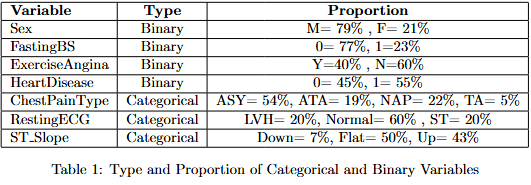 Variable Type Proportion
Sex Binary M= 79% , F= 21%
FastingBS Binary 0= 77%, 1=23%
ExerciseAngina Binary Y=40% , N=60%
HeartDisease Binary 0= 45%, 1= 55%
ChestPainType Categorical ASY= 54%, ATA= 19%, NAP= 22%, TA= 5%
RestingECG Categorical LVH= 20%, Normal= 60% , ST= 20%
ST_Slope Categorical Down= 7%, Flat= 50%, Up= 43%
Table 1: Type and Proportion of Categorical and Binary Variables